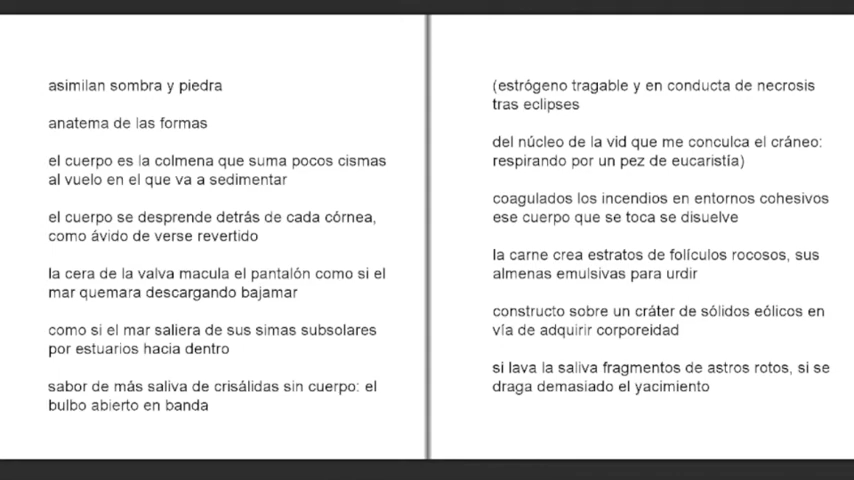 asimilan sombra y piedra
anatema de las formas
el cuerpo es la colmena que suma pocos cismas
al vuelo en el que va a sedimentar
el cuerpo se desprende detrás de cada córnea,
como ávido de verse revertido
la cera de la valva macula el pantalón como si el
mar quemara descargando bajamar
como si el mar saliera de sus simas subsolares
por estuarios hacia dentro
sabor de más saliva de crisálidas sin cuerpo: el
bulbo abierto en banda
(estrógeno tragable y en conducta de necrosis
tras eclipses
del núcleo de la vid que me conculca el cráneo:
respirando por un pez de eucaristía)
coagulados los incendios en entornos cohesivos
ese cuerpo que se toca se disuelve
la carne crea estratos de folículos rocosos, sus
almenas emulsivas para urdir
constructo sobre un cráter de sólidos eólicos en
vía de adquirir corporeidad
si lava la saliva fragmentos de astros rotos, si se
draga demasiado el yacimiento